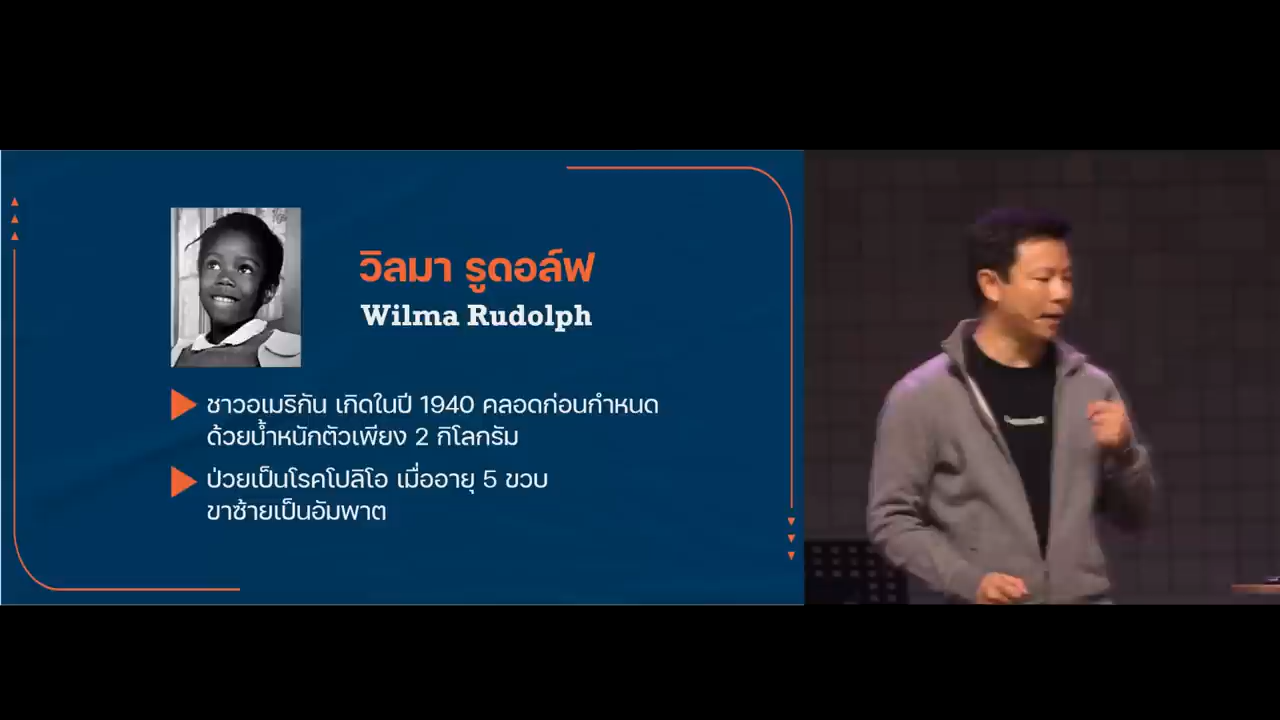 วิลมา รูดอล์ฟ
Wilma Rudolph
ชาวอเมริกัน เกิดในปี 1940 คลอดก่อนกำหนด
ด้วยน้ำหนักตัวเพียง 2 กิโลกรัม
ป่วยเป็นโรคโปลิโอ เมื่ออายุ 5 ขวบ
ขาซ้ายเป็นอัมพาต